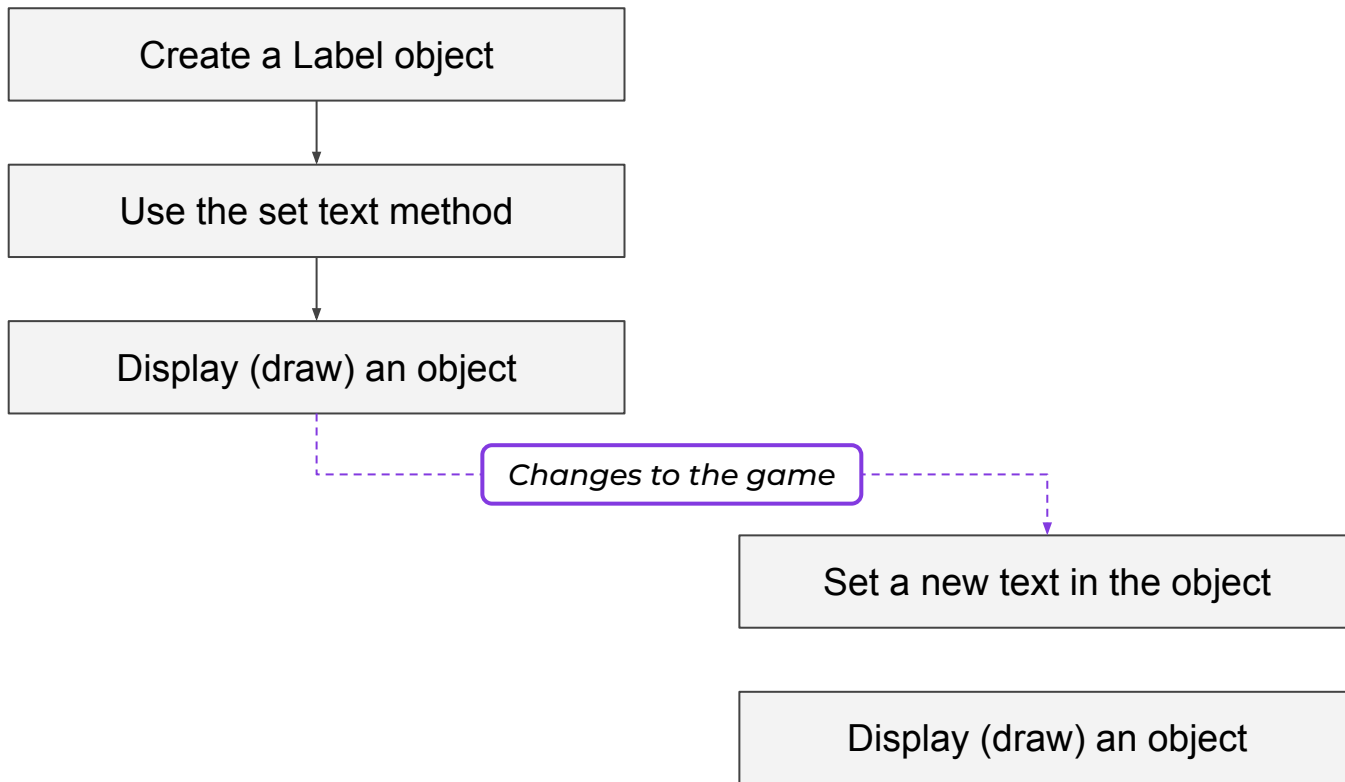 Create a Label object
Use the set text method
Display (draw) an object
Changes to the game
Set a new text in the object
Display (draw) an object